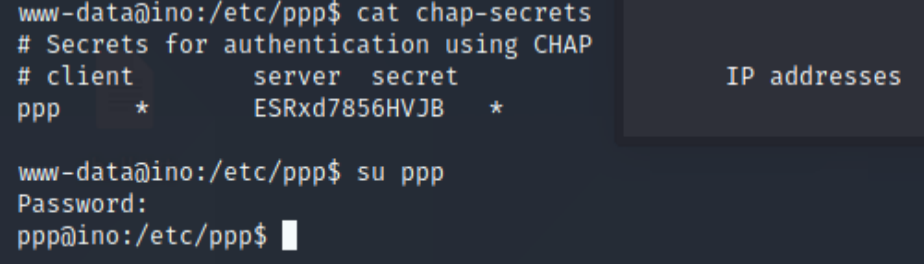 www-data@ino:/etc/ppp$ cat chap-secrets
# Secrets for authentication using CHAP
# client        server  secret                  IP addresses
ppp     *       ESRxd7856HVJB   *
www-data@ino:/etc/ppp$ su ppp
Password:
ppp@ino:/etc/ppp$